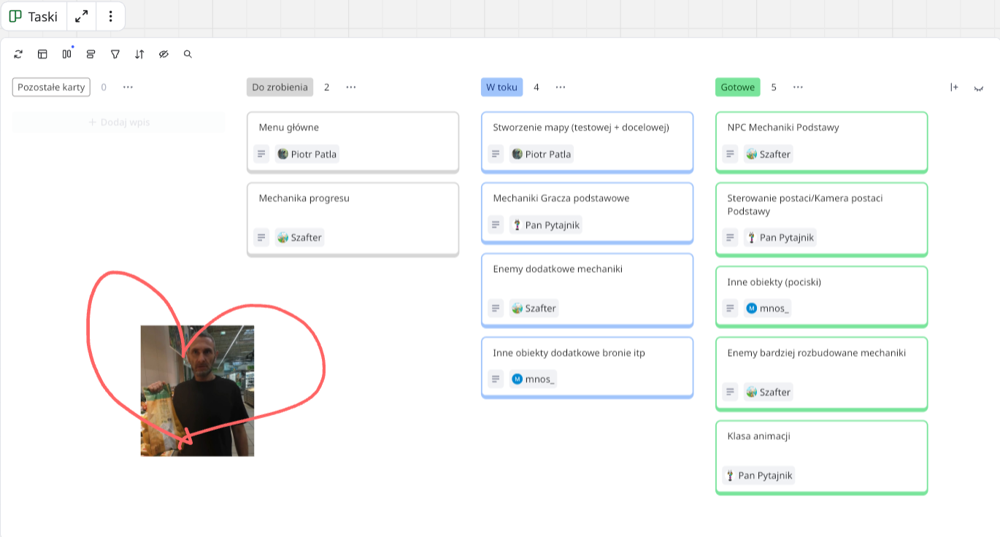 Taski
Pozostałe karty 0
+ Dodaj wpis
Do zrobienia 2
Menu główne
Piotr Patla
Mechanika progresu
Szafter
W toku 4
Stworzenie mapy (testowej + docelowej)
Piotr Patla
Mechaniki Gracza podstawowe
Pan Pytajnik
Enemy dodatkowe mechaniki
Szafter
Inne obiekty dodatkowe bronie itp
M mnos_
Gotowe 5
NPC Mechaniki Podstawy
Szafter
Sterowanie postaci/Kamera postaci
Podstawy
Pan Pytajnik
Inne obiekty (pociski)
M mnos_
Enemy bardziej rozbudowane mechaniki
Szafter
Klasa animacji
Pan Pytajnik